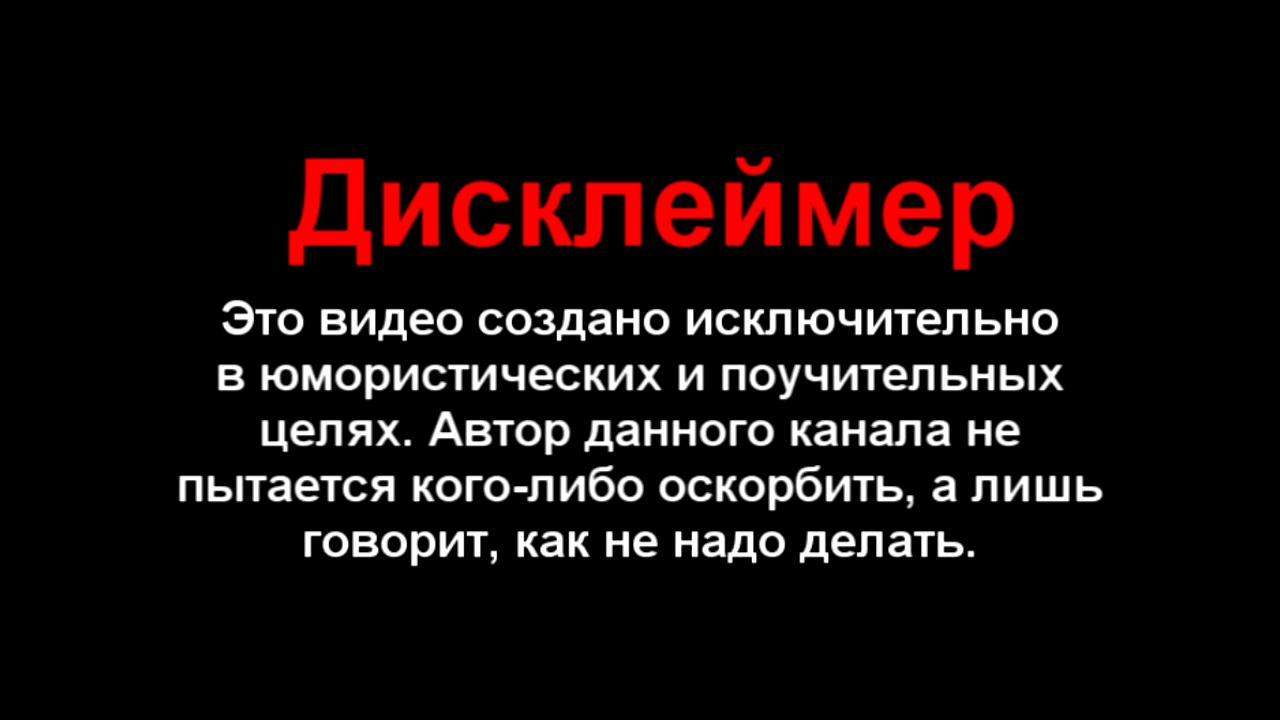 Дисклеймер
Это видео создано исключительно
в юмористических и поучительных
целях. Автор данного канала не
пытается кого-либо оскорбить, а лишь
говорит, как не надо делать.